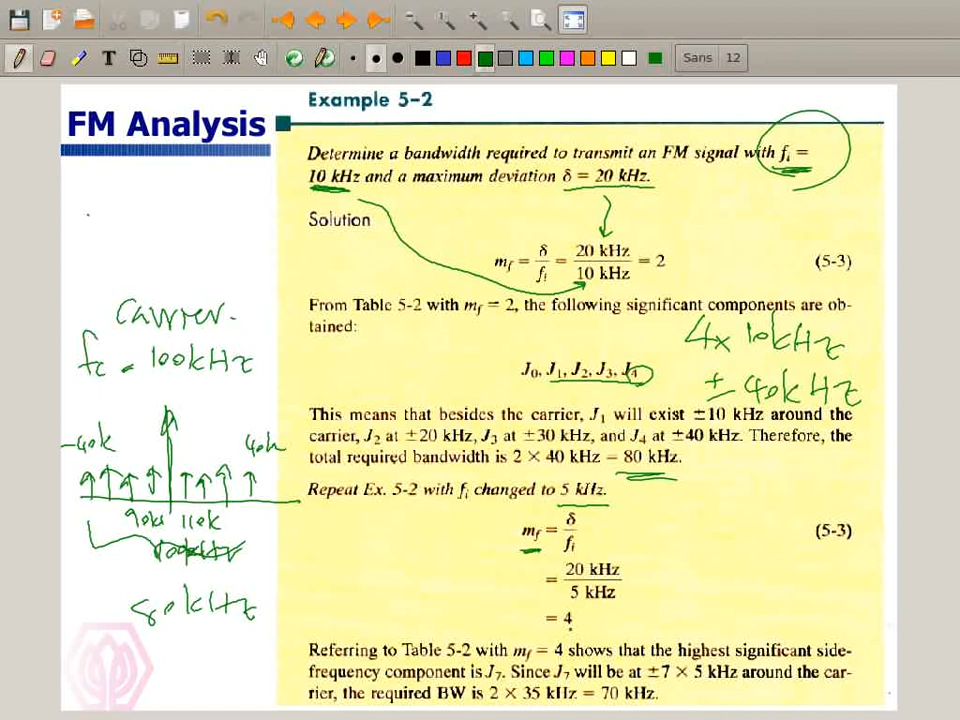 Sans 12
Example 5–2
FM Analysis
Determine a bandwidth required to transmit an FM signal with fᵢ =
10 kHz and a maximum deviation δ = 20 kHz.
Solution
m_f = δ/fᵢ = 20 kHz/10 kHz = 2 (5-3)
From Table 5-2 with m_f = 2, the following significant components are ob-
tained:
J₀, J₁, J₂, J₃, J₄
This means that besides the carrier, J₁ will exist ±10 kHz around the
carrier, J₂ at ±20 kHz, J₃ at ±30 kHz, and J₄ at ±40 kHz. Therefore, the
total required bandwidth is 2 × 40 kHz = 80 kHz.
Repeat Ex. 5-2 with fᵢ changed to 5 kHz.
m_f = δ/fᵢ (5-3)
= 20 kHz/5 kHz
= 4
Referring to Table 5-2 with m_f = 4 shows that the highest significant side-
frequency component is J₇. Since J₇ will be at ±7 × 5 kHz around the car-
rier, the required BW is 2 × 35 kHz = 70 kHz.
4x 10kHz
± 40kHz
Carrier.
fc = 100kHz
-40k 40k
90k 110k
100kHz
80kHz